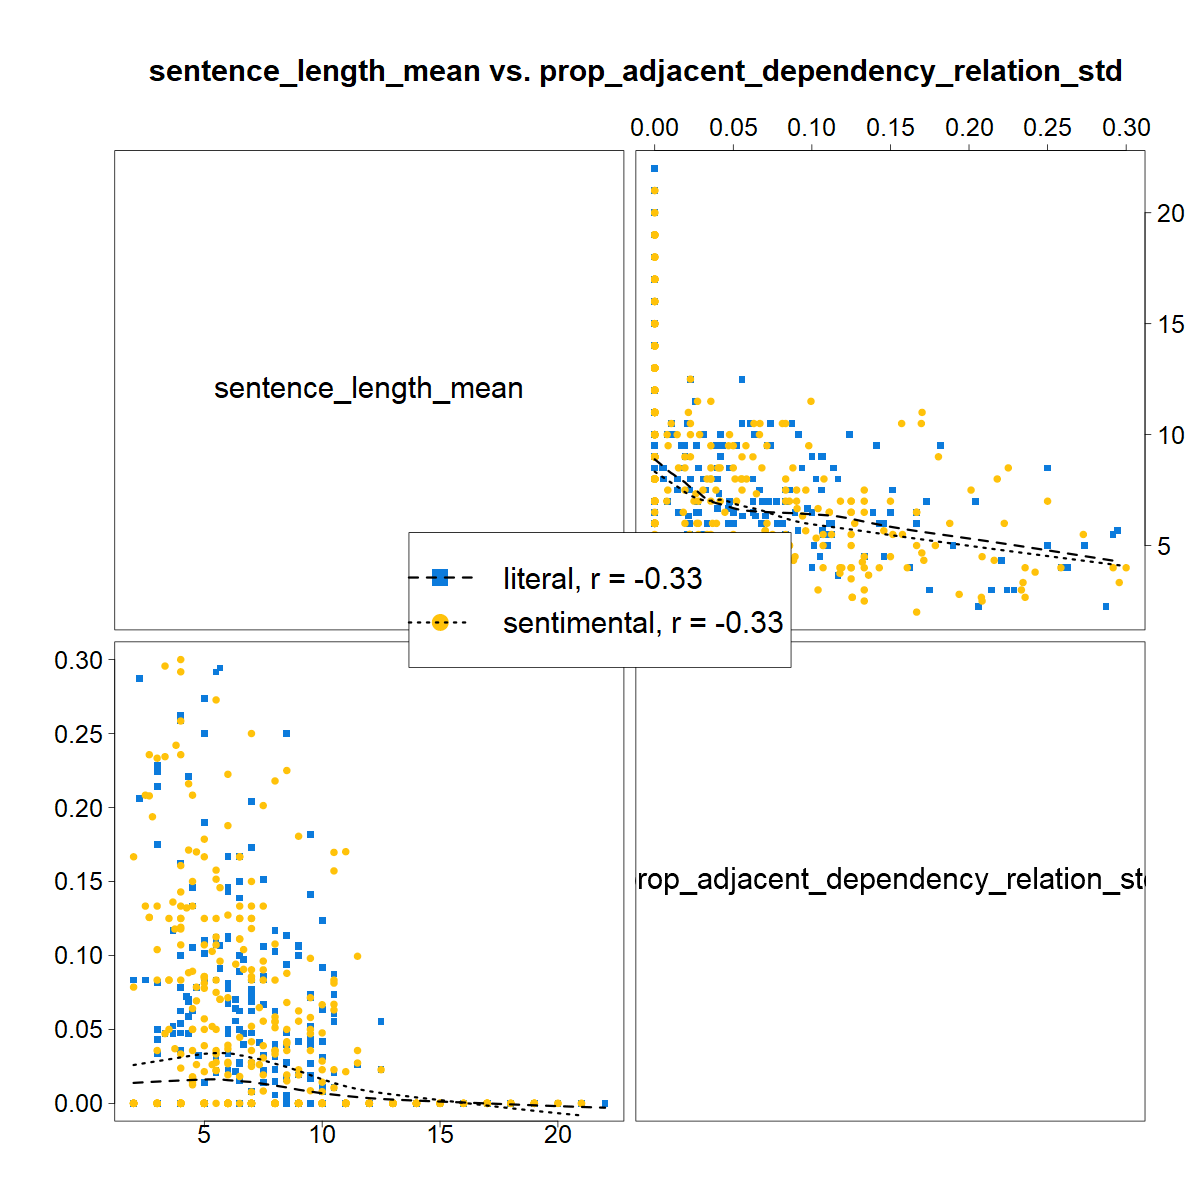 sentence_length_mean vs. prop_adjacent_dependency_relation_std
0.00 0.05 0.10 0.15 0.20 0.25 0.30
20
15
10
5
sentence_length_mean
literal, r = -0.33
sentimental, r = -0.33
0.30
0.25
0.20
0.15
0.10
0.05
0.00
rop_adjacent_dependency_relation_st
5 10 15 20